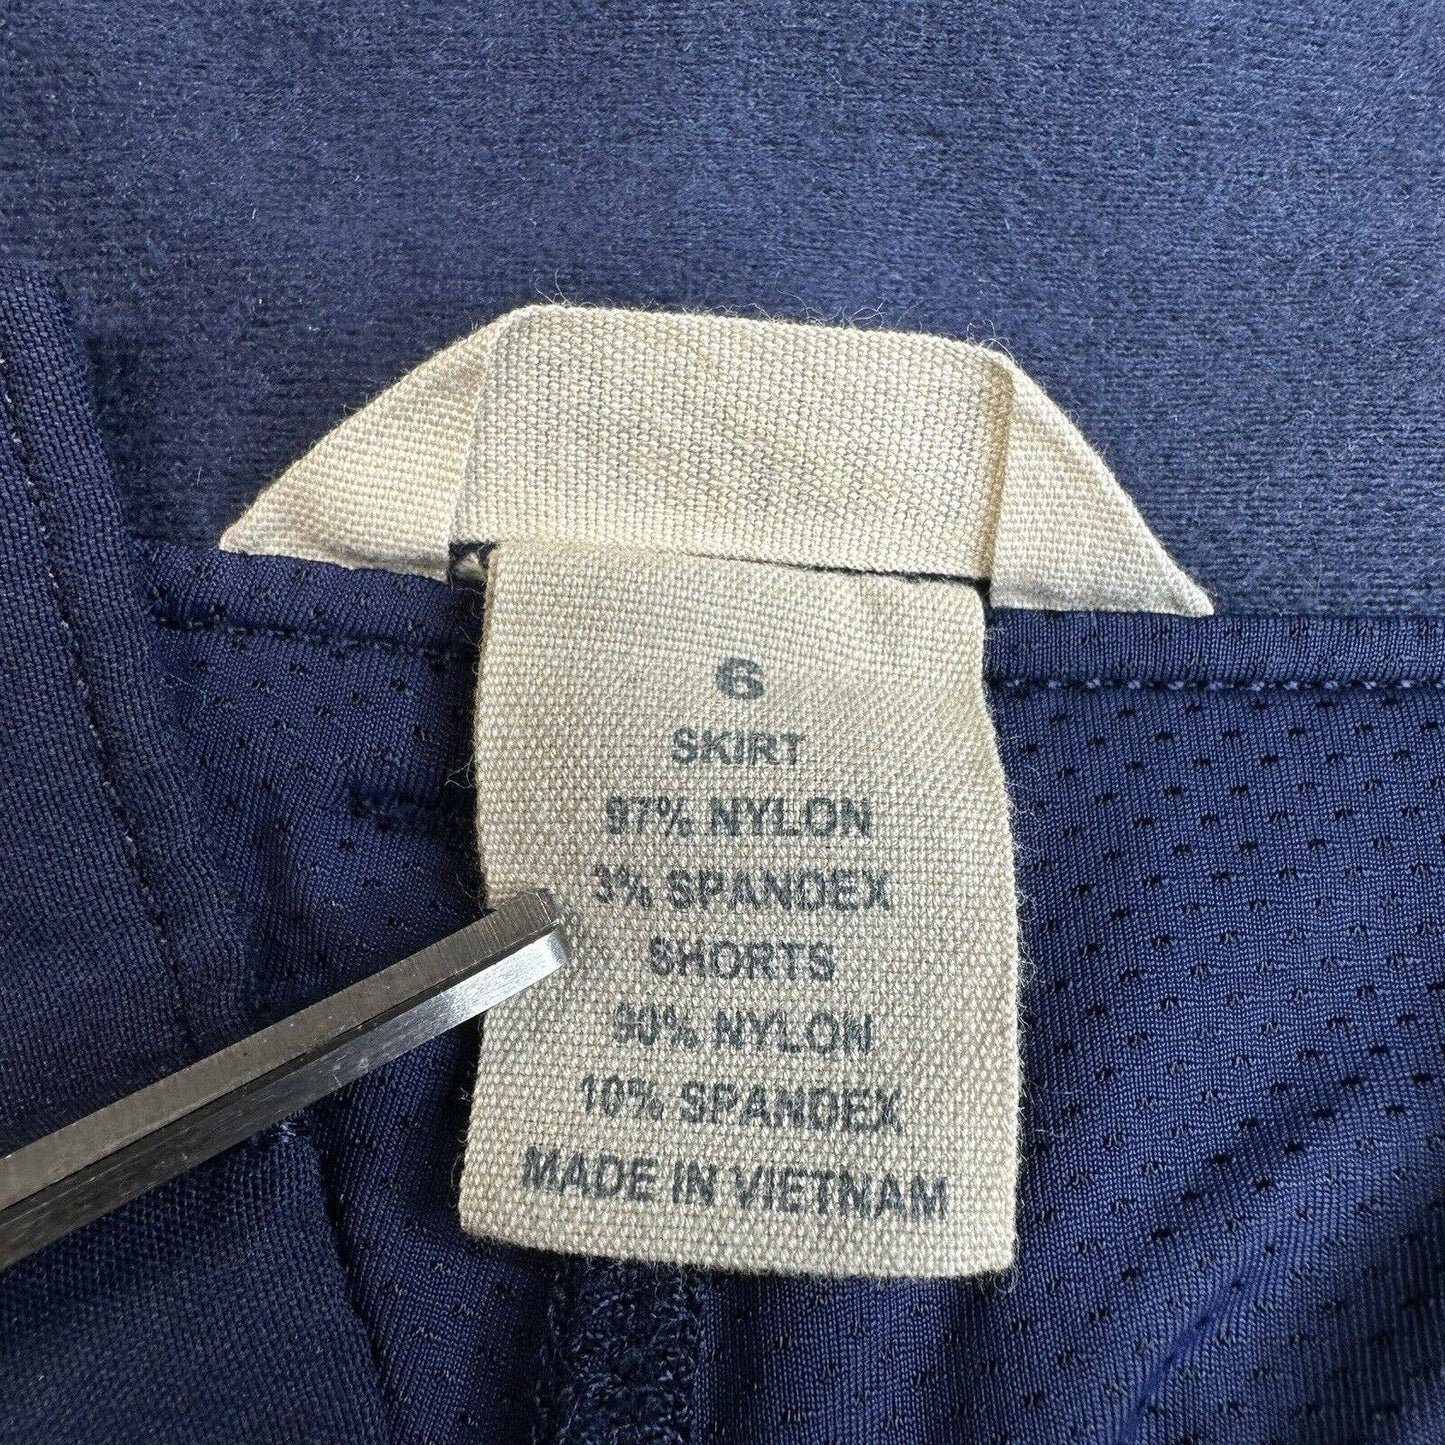 6
SKIRT
97% NYLON
3% SPANDEX
SHORTS
90% NYLON
10% SPANDEX
MADE IN VIETNAM